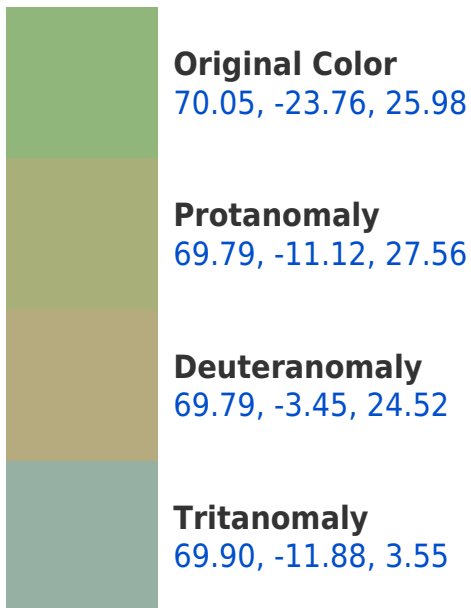 Original Color
70.05, -23.76, 25.98
Protanomaly
69.79, -11.12, 27.56
Deuteranomaly
69.79, -3.45, 24.52
Tritanomaly
69.90, -11.88, 3.55